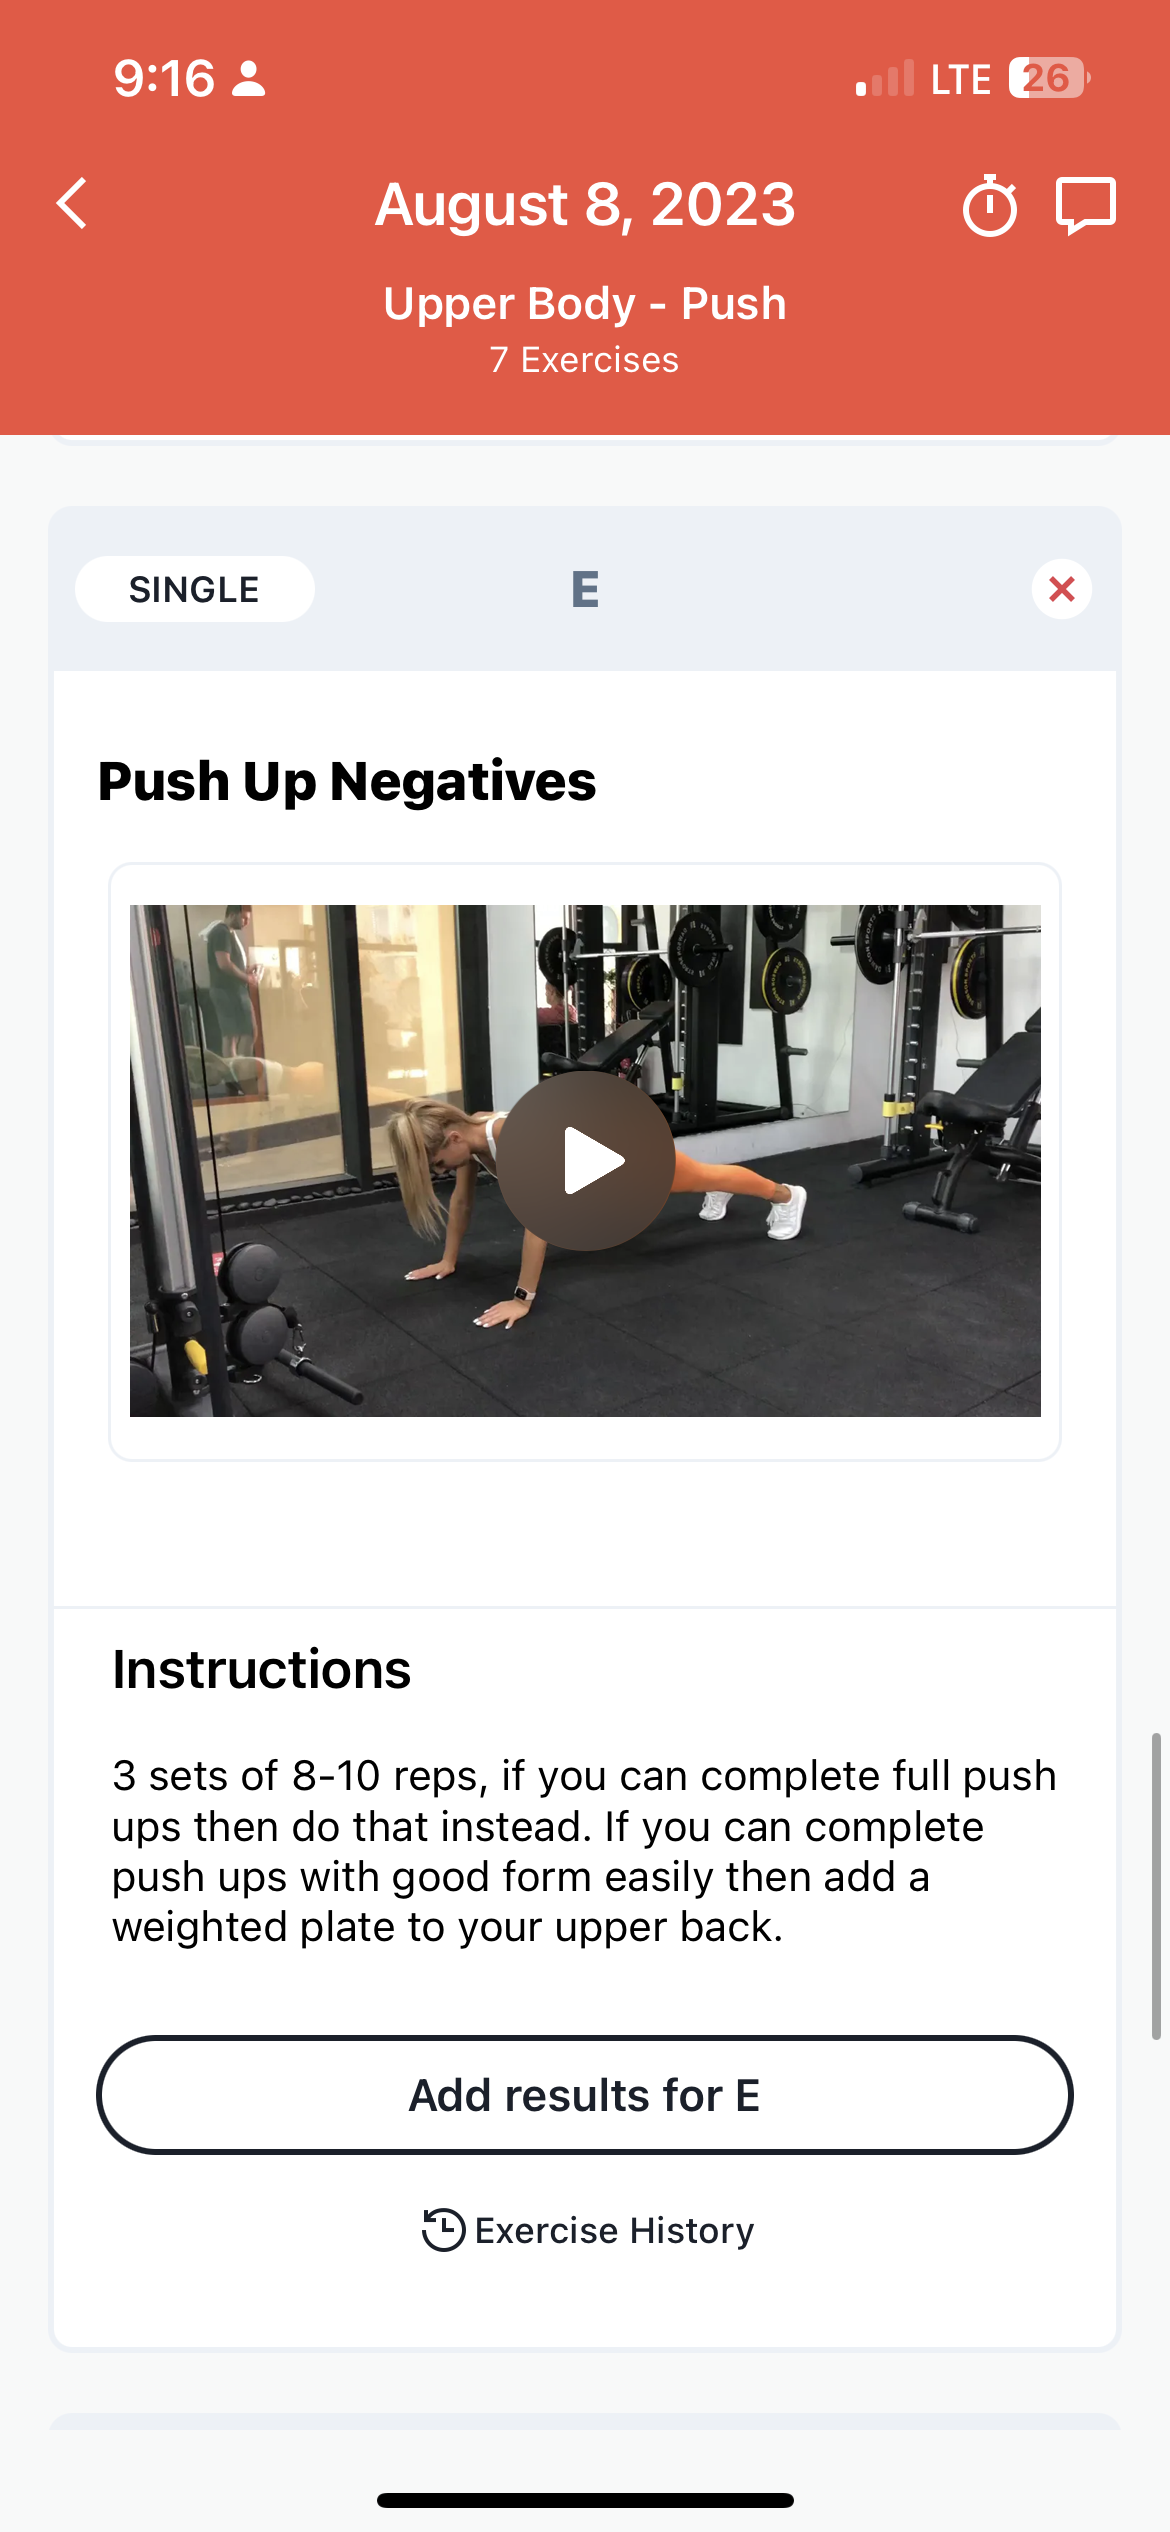 9:16
LTE
26
August 8, 2023
Upper Body - Push
7 Exercises
SINGLE
E
Push Up Negatives
Instructions
3 sets of 8-10 reps, if you can complete full push
ups then do that instead. If you can complete
push ups with good form easily then add a
weighted plate to your upper back.
Add results for E
Exercise History